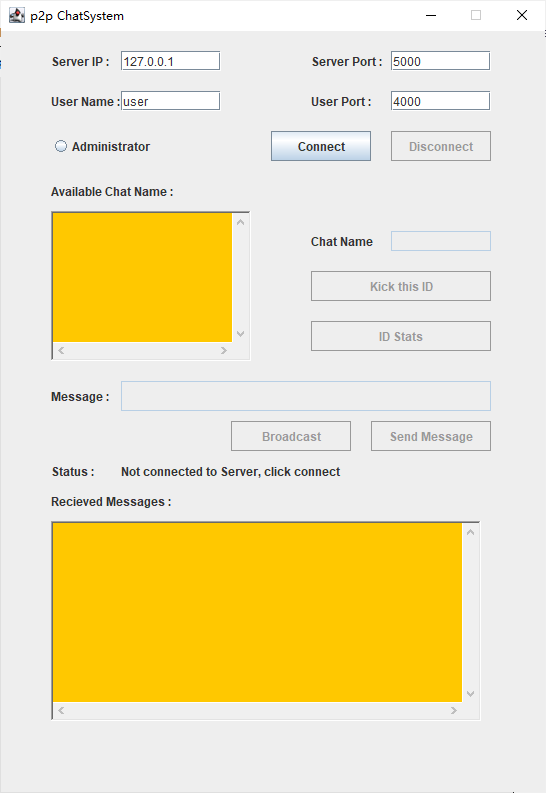 p2p ChatSystem
Server IP : 127.0.0.1 Server Port : 5000
User Name : user User Port : 4000
Administrator Connect Disconnect
Available Chat Name :
Chat Name
Kick this ID
ID Stats
Message :
Broadcast Send Message
Status : Not connected to Server, click connect
Recieved Messages :